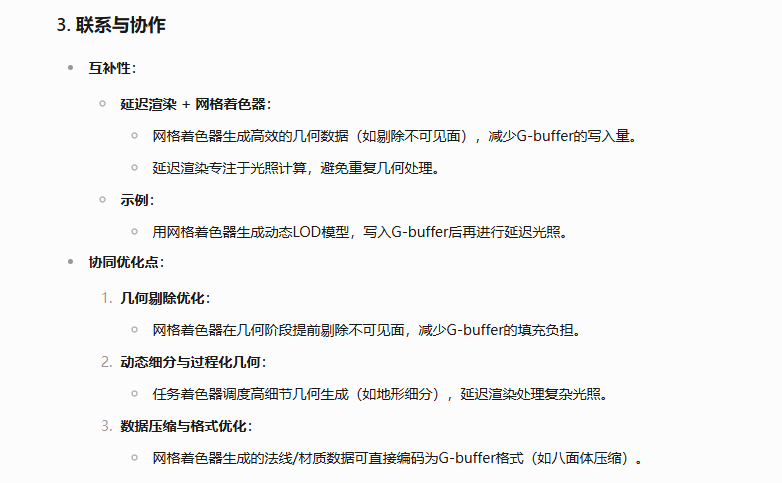 3. 联系与协作
互补性：
延迟渲染 + 网格着色器：
网格着色器生成高效的几何数据（如剔除不可见面），减少G-buffer的写入量。
延迟渲染专注于光照计算，避免重复几何处理。
示例：
用网格着色器生成动态LOD模型，写入G-buffer后再进行延迟光照。
协同优化点：
1. 几何剔除优化：
网格着色器在几何阶段提前剔除不可见面，减少G-buffer的填充负担。
2. 动态细分与过程化几何：
任务着色器调度高细节几何生成（如地形细分），延迟渲染处理复杂光照。
3. 数据压缩与格式优化：
网格着色器生成的法线/材质数据可直接编码为G-buffer格式（如八面体压缩）。